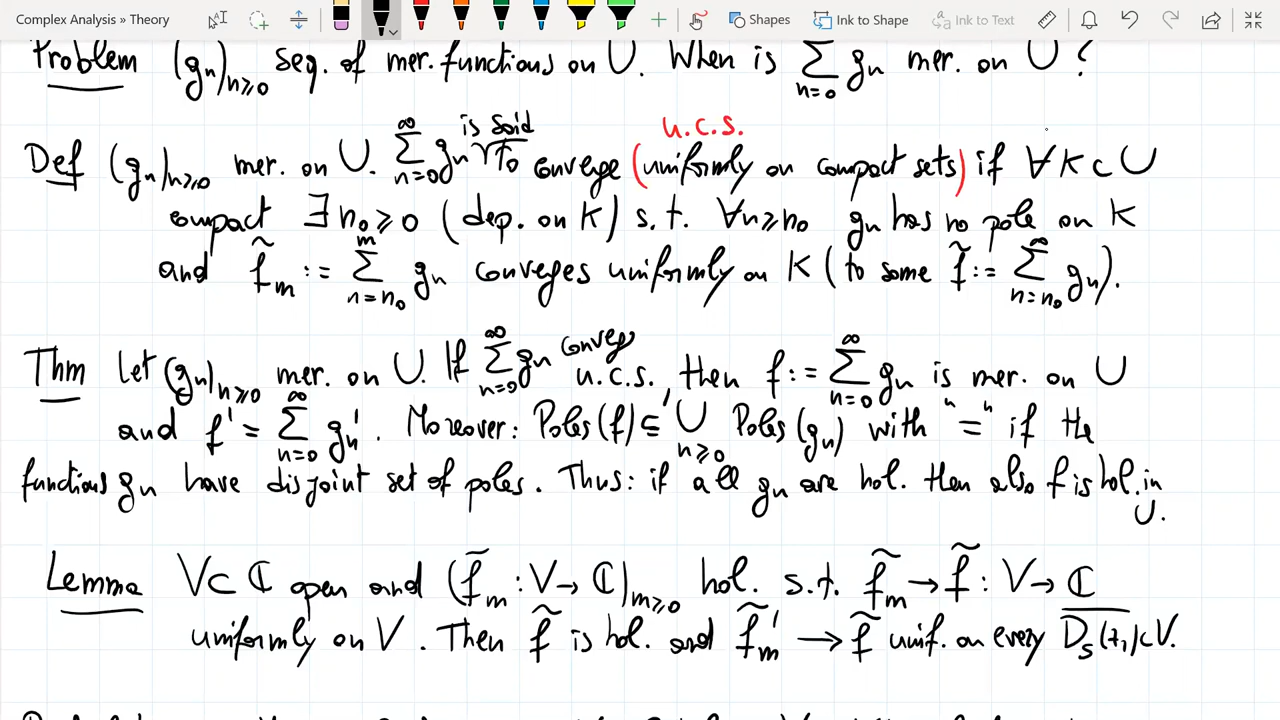 Complex Analysis » Theory
Shapes Ink to Shape Ink to Text
Problem (gₙ)ₙ≥₀ seq. of mer. functions on U. When is ∑_{n=0} gₙ mer. on U?
u.c.s.
Def (gₙ)ₙ≥₀ mer. on U. ∑_{n=0}^∞ gₙ is said to converge (uniformly on compact sets) if ∀ K ⊂ U
compact ∃ n₀ ≥ 0 (dep. on K) s.t. ∀n≥n₀ gₙ has no pole on K
and f̃ₘ := ∑_{n=n₀}^m gₙ converges uniformly on K (to some f̃ := ∑_{n=n₀}^∞ gₙ).
Thm Let (gₙ)ₙ≥₀ mer. on U. If ∑_{n=0}^∞ gₙ conveg u.c.s., then f := ∑_{n=0}^∞ gₙ is mer. on U
and f' = ∑_{n=0}^∞ gₙ'. Moreover: Poles(f) ⊆ ⋃_{n≥0} Poles(gₙ) with "=" if the
functions gₙ have disjoint set of poles. Thus: if all gₙ are hol. then also f is hol. in
U.
Lemma V ⊂ ℂ open and (f̃ₘ : V → ℂ)ₘ≥₀ hol. s.t. f̃ₘ → f̃ : V → ℂ
uniformly on V. Then f̃ is hol. and f̃ₘ' → f̃ unif. on every